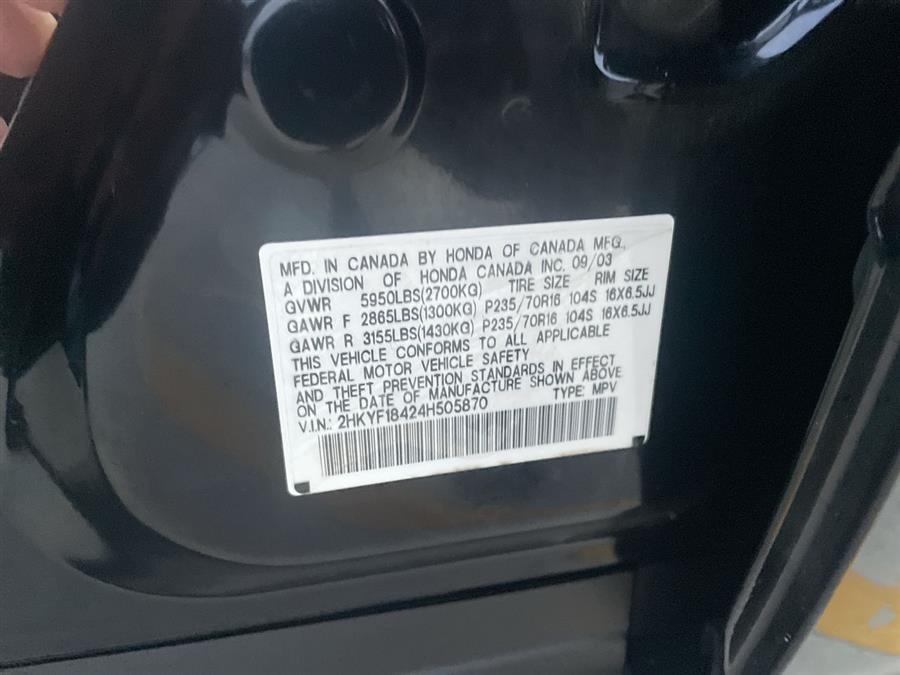 MFD. IN CANADA BY HONDA OF CANADA MFG.,
A DIVISION OF HONDA CANADA INC. 09/03
GVWR 5950LBS(2700KG) TIRE SIZE RIM SIZE
GAWR F 2865LBS(1300KG) P235/70R16 104S 16X6.5JJ
GAWR R 3155LBS(1430KG) P235/70R16 104S 16X6.5JJ
THIS VEHICLE CONFORMS TO ALL APPLICABLE
FEDERAL MOTOR VEHICLE SAFETY
AND THEFT PREVENTION STANDARDS IN EFFECT
ON THE DATE OF MANUFACTURE SHOWN ABOVE
V.I.N.: 2HKYF18424H505870 TYPE: MPV